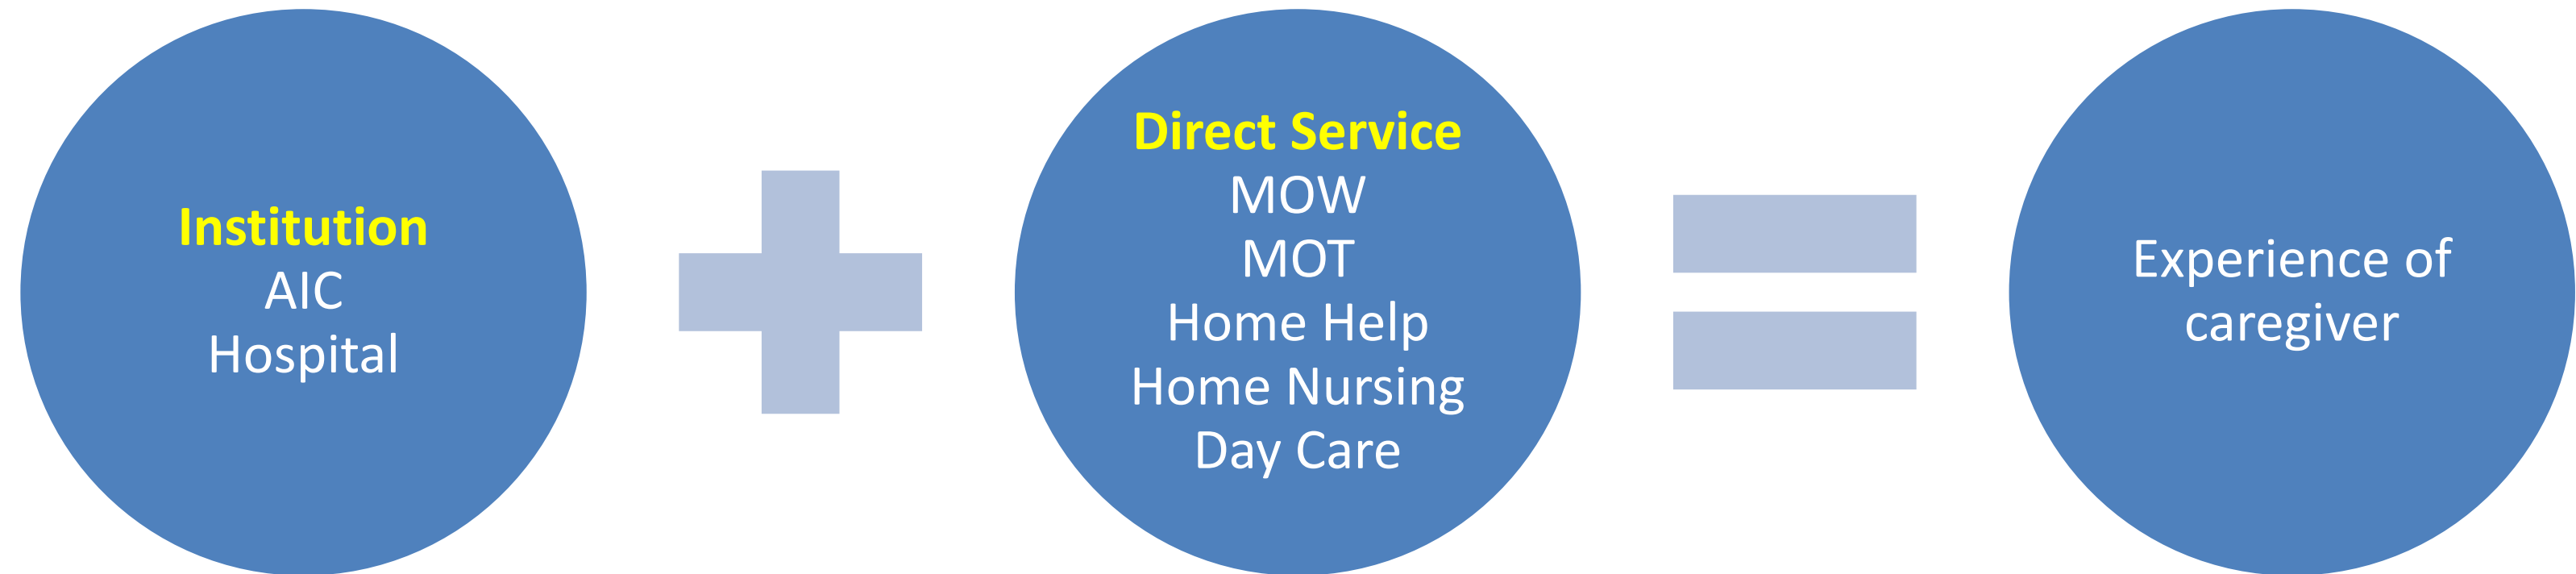 Institution
AIC
Hospital
Direct Service
MOW
MOT
Home Help
Home Nursing
Day Care
Experience of
caregiver